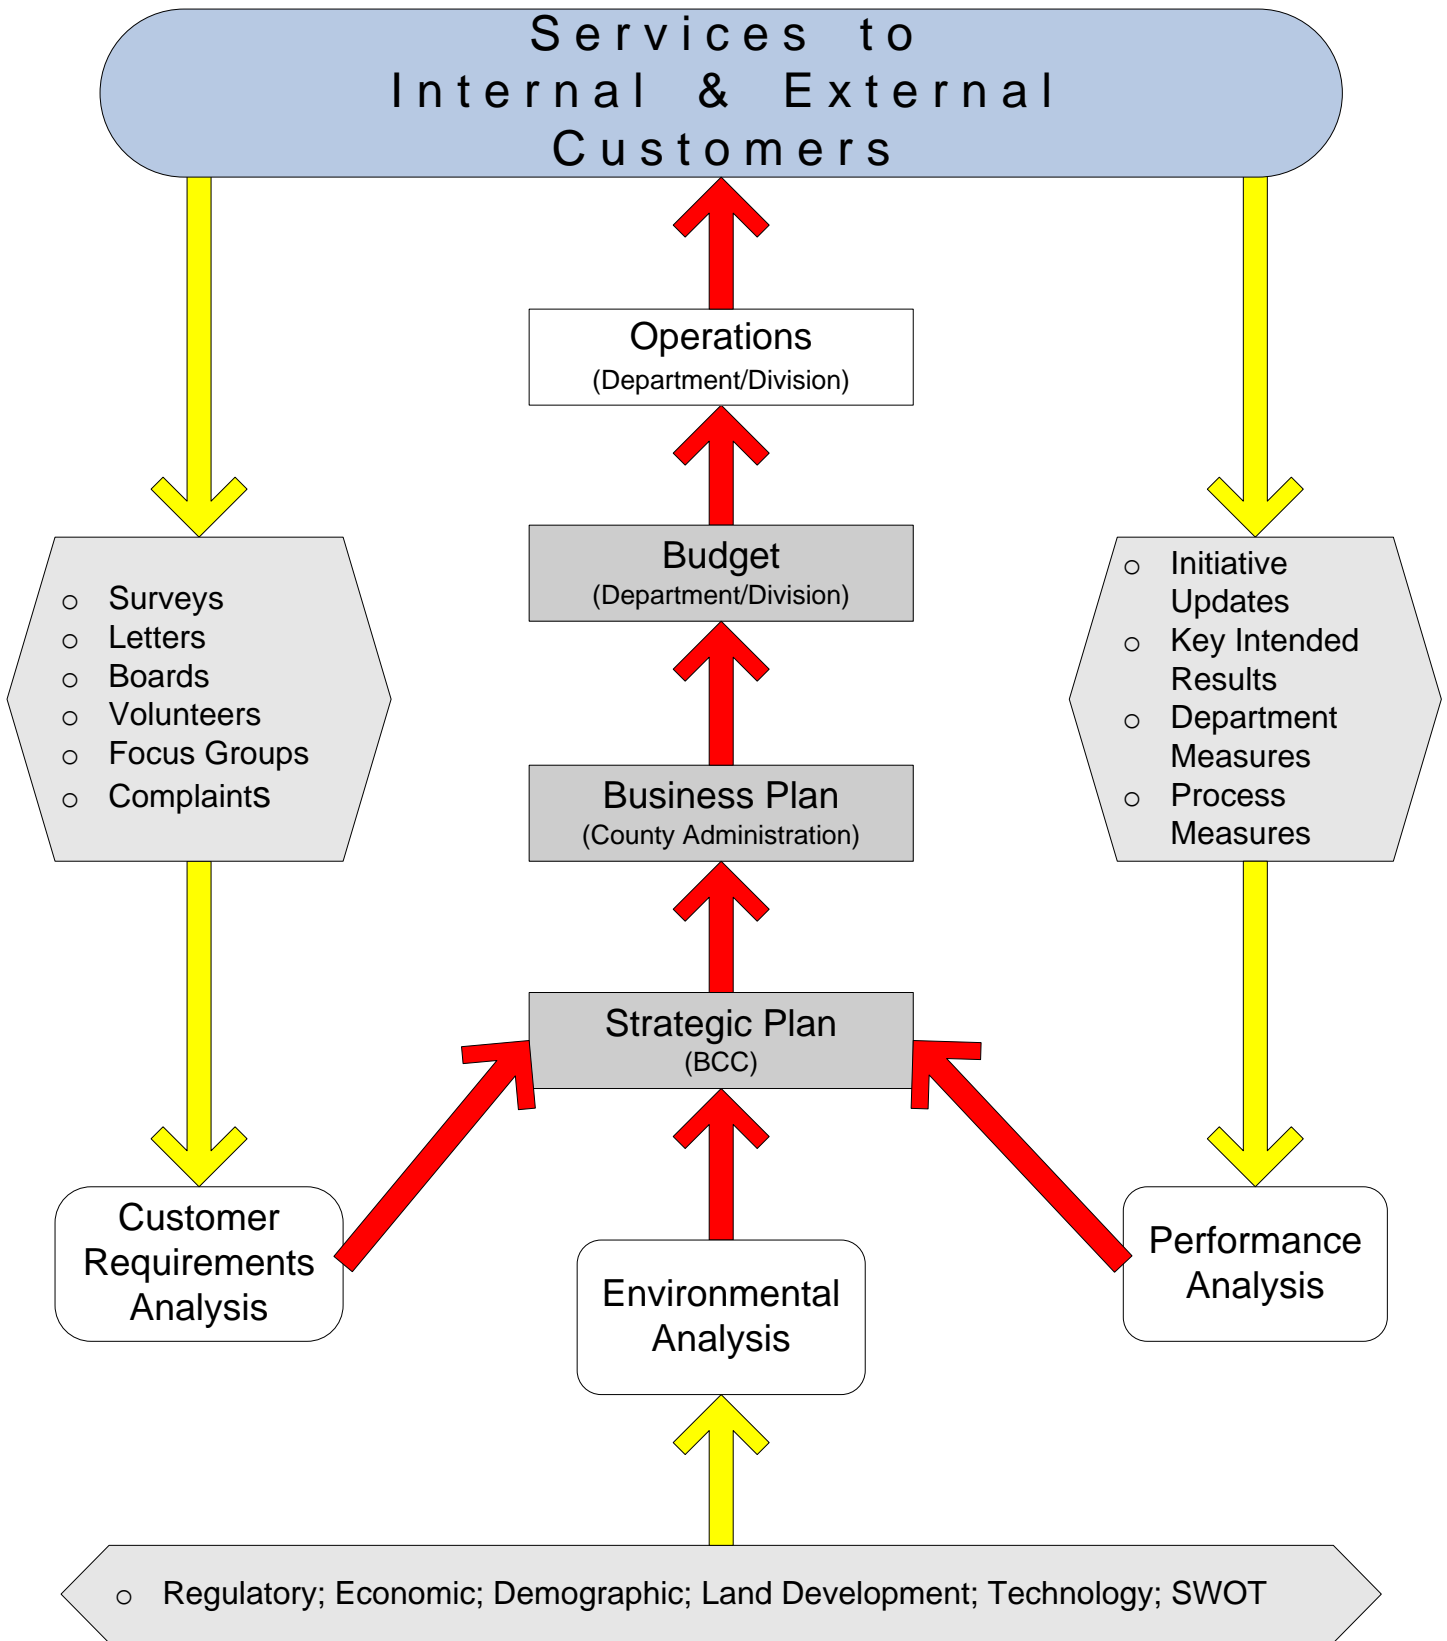 Services to
Internal & External
Customers
Operations
(Department/Division)
Budget
(Department/Division)
o Surveys
o Letters
o Boards
o Volunteers
o Focus Groups
o Complaints
o Initiative
Updates
o Key Intended
Results
o Department
Measures
o Process
Measures
Business Plan
(County Administration)
Strategic Plan
(BCC)
Customer
Requirements
Analysis
Environmental
Analysis
Performance
Analysis
o Regulatory; Economic; Demographic; Land Development; Technology; SWOT